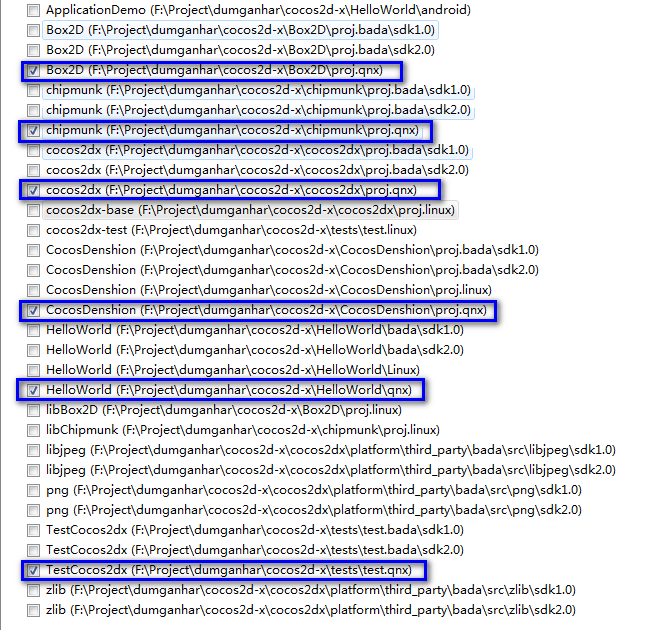 ApplicationDemo (F:\Project\dumganhar\cocos2d-x\HelloWorld\android)
Box2D (F:\Project\dumganhar\cocos2d-x\Box2D\proj.bada\sdk1.0)
Box2D (F:\Project\dumganhar\cocos2d-x\Box2D\proj.bada\sdk2.0)
Box2D (F:\Project\dumganhar\cocos2d-x\Box2D\proj.qnx)
chipmunk (F:\Project\dumganhar\cocos2d-x\chipmunk\proj.bada\sdk1.0)
chipmunk (F:\Project\dumganhar\cocos2d-x\chipmunk\proj.bada\sdk2.0)
chipmunk (F:\Project\dumganhar\cocos2d-x\chipmunk\proj.qnx)
cocos2dx (F:\Project\dumganhar\cocos2d-x\cocos2dx\proj.bada\sdk1.0)
cocos2dx (F:\Project\dumganhar\cocos2d-x\cocos2dx\proj.bada\sdk2.0)
cocos2dx (F:\Project\dumganhar\cocos2d-x\cocos2dx\proj.qnx)
cocos2dx-base (F:\Project\dumganhar\cocos2d-x\cocos2dx\proj.linux)
cocos2dx-test (F:\Project\dumganhar\cocos2d-x\tests\test.linux)
CocosDenshion (F:\Project\dumganhar\cocos2d-x\CocosDenshion\proj.bada\sdk1.0)
CocosDenshion (F:\Project\dumganhar\cocos2d-x\CocosDenshion\proj.bada\sdk2.0)
CocosDenshion (F:\Project\dumganhar\cocos2d-x\CocosDenshion\proj.linux)
CocosDenshion (F:\Project\dumganhar\cocos2d-x\CocosDenshion\proj.qnx)
HelloWorld (F:\Project\dumganhar\cocos2d-x\HelloWorld\bada\sdk1.0)
HelloWorld (F:\Project\dumganhar\cocos2d-x\HelloWorld\bada\sdk2.0)
HelloWorld (F:\Project\dumganhar\cocos2d-x\HelloWorld\Linux)
HelloWorld (F:\Project\dumganhar\cocos2d-x\HelloWorld\qnx)
libBox2D (F:\Project\dumganhar\cocos2d-x\Box2D\proj.linux)
libChipmunk (F:\Project\dumganhar\cocos2d-x\chipmunk\proj.linux)
libjpeg (F:\Project\dumganhar\cocos2d-x\cocos2dx\platform\third_party\bada\src\libjpeg\sdk1.0)
libjpeg (F:\Project\dumganhar\cocos2d-x\cocos2dx\platform\third_party\bada\src\libjpeg\sdk2.0)
png (F:\Project\dumganhar\cocos2d-x\cocos2dx\platform\third_party\bada\src\png\sdk1.0)
png (F:\Project\dumganhar\cocos2d-x\cocos2dx\platform\third_party\bada\src\png\sdk2.0)
TestCocos2dx (F:\Project\dumganhar\cocos2d-x\tests\test.bada\sdk1.0)
TestCocos2dx (F:\Project\dumganhar\cocos2d-x\tests\test.bada\sdk2.0)
TestCocos2dx (F:\Project\dumganhar\cocos2d-x\tests\test.qnx)
zlib (F:\Project\dumganhar\cocos2d-x\cocos2dx\platform\third_party\bada\src\zlib\sdk1.0)
zlib (F:\Project\dumganhar\cocos2d-x\cocos2dx\platform\third_party\bada\src\zlib\sdk2.0)